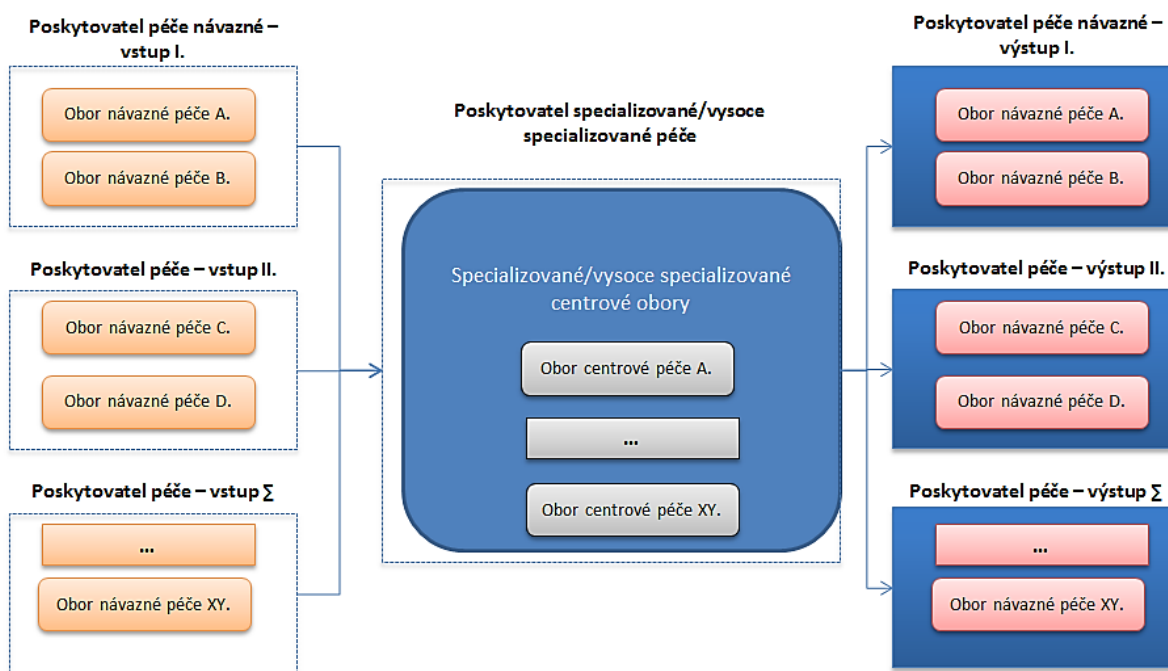 Poskytovatel péče návazné –
vstup I.
Obor návazné péče A.
Obor návazné péče B.
Poskytovatel péče – vstup II.
Obor návazné péče C.
Obor návazné péče D.
Poskytovatel péče – vstup ∑
...
Obor návazné péče XY.
Poskytovatel specializované/vysoce
specializované péče
Specializované/vysoce specializované
centrové obory
Obor centrové péče A.
...
Obor centrové péče XY.
Poskytovatel péče návazné –
výstup I.
Obor návazné péče A.
Obor návazné péče B.
Poskytovatel péče – výstup II.
Obor návazné péče C.
Obor návazné péče D.
Poskytovatel péče – výstup ∑
...
Obor návazné péče XY.